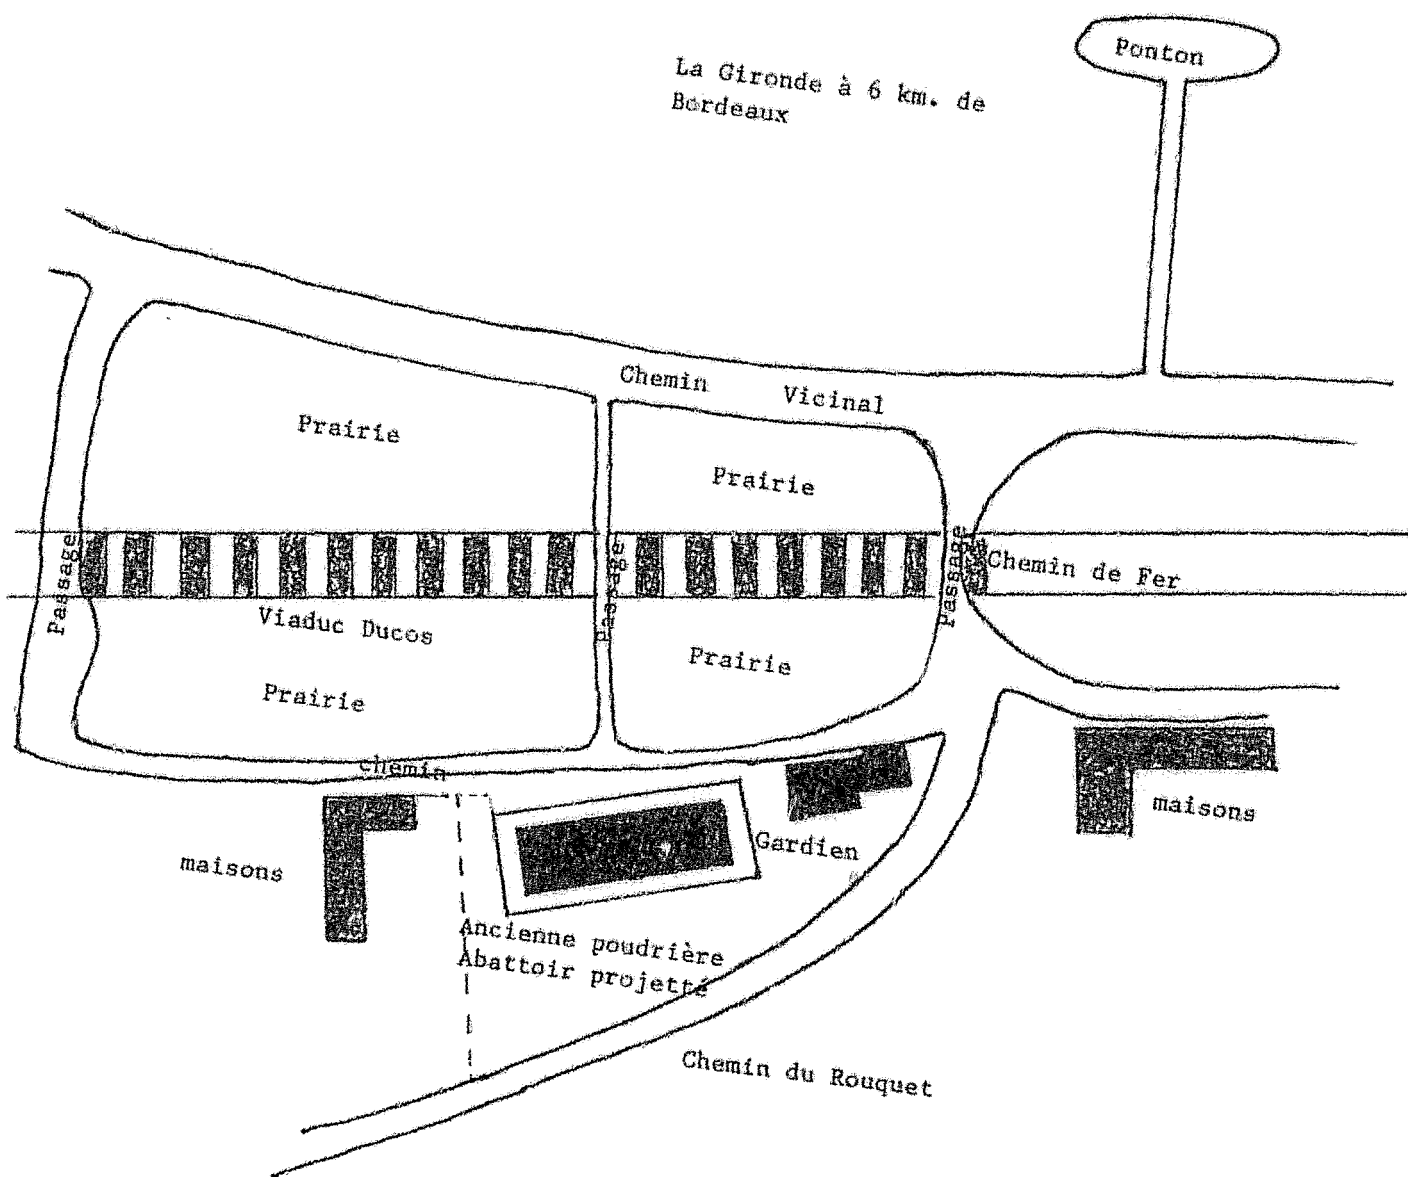 Ponton
La Gironde à 6 km. de
Bordeaux
Chemin Vicinal
Prairie
Prairie
Passage
Passage
Passage
Chemin de Fer
Viaduc Ducos
Prairie
Prairie
chemin
maisons
Gardien
maisons
Ancienne poudrière
Abattoir projetté
Chemin du Rouquet